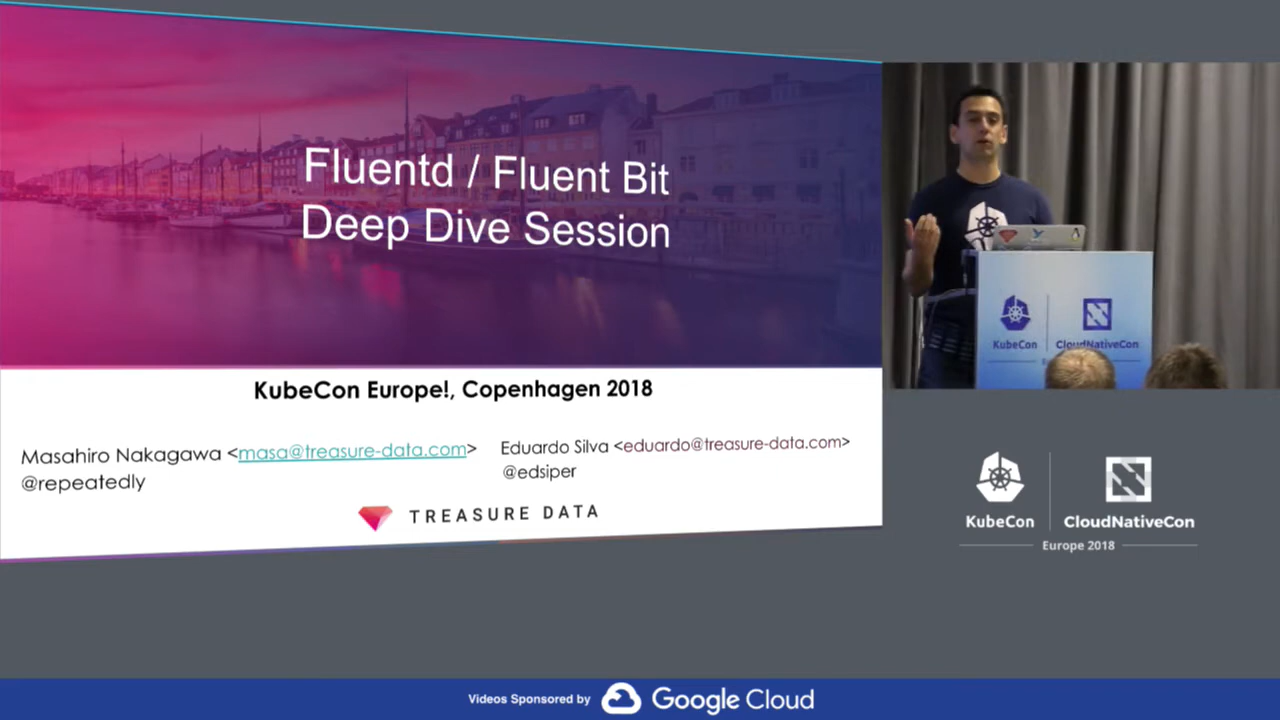 Fluentd / Fluent Bit
Deep Dive Session
KubeCon Europe!, Copenhagen 2018
Masahiro Nakagawa <masa@treasure-data.com>
@repeatedly
Eduardo Silva <eduardo@treasure-data.com>
@edsiper
TREASURE DATA
KubeCon
CloudNativeCon
KubeCon
CloudNativeCon
Europe 2018
Videos Sponsored by
Google Cloud